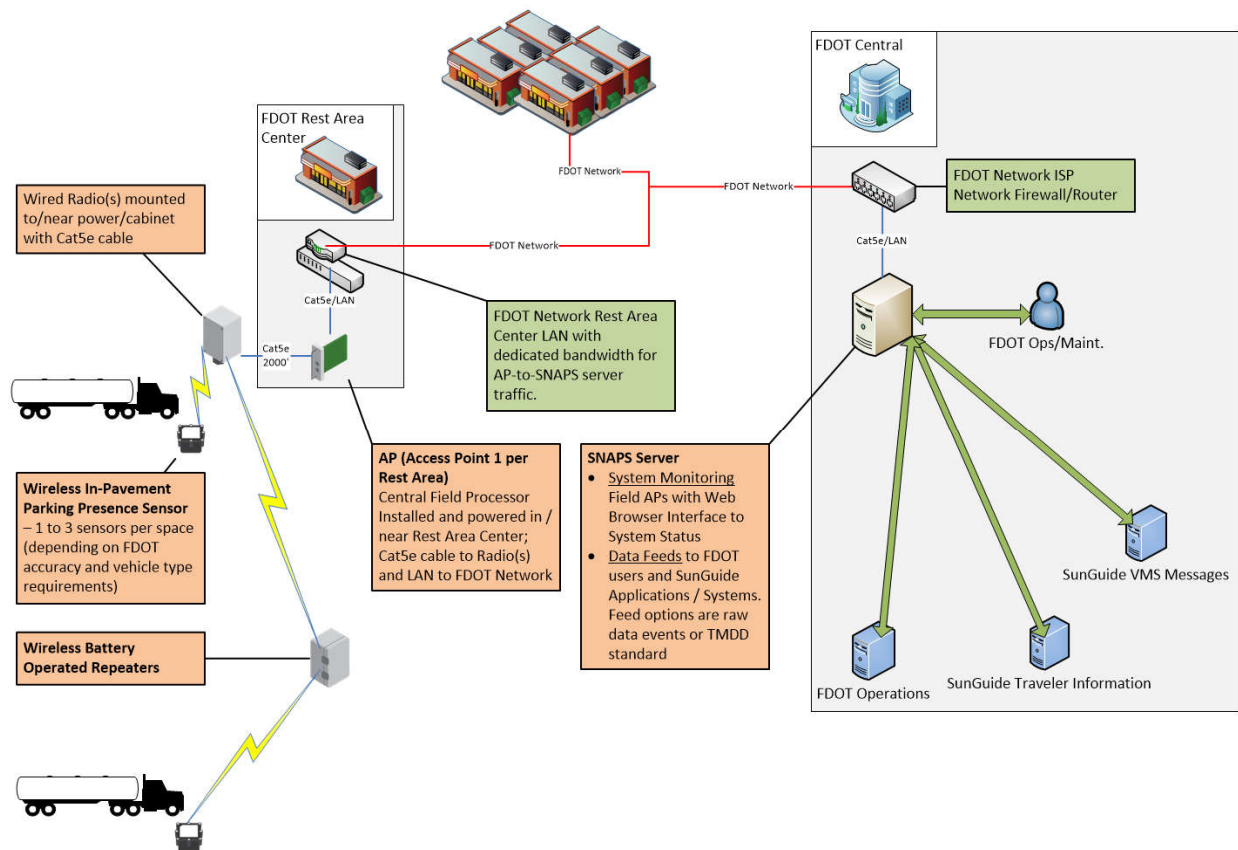 FDOT Central
FDOT Rest Area
Center
FDOT Network
FDOT Network
FDOT Network
FDOT Network ISP
Network Firewall/Router
Wired Radio(s) mounted
to/near power/cabinet
with Cat5e cable
Cat5e/LAN
Cat5e/LAN
FDOT Network Rest Area
Center LAN with
dedicated bandwidth for
AP-to-SNAPS server
traffic.
Cat5e
2000'
FDOT Ops/Maint.
Wireless In-Pavement
Parking Presence Sensor
– 1 to 3 sensors per space
(depending on FDOT
accuracy and vehicle type
requirements)
AP (Access Point 1 per
Rest Area)
Central Field Processor
Installed and powered in /
near Rest Area Center;
Cat5e cable to Radio(s)
and LAN to FDOT Network
SNAPS Server
• System Monitoring
Field APs with Web
Browser Interface to
System Status
• Data Feeds to FDOT
users and SunGuide
Applications / Systems.
Feed options are raw
data events or TMDD
standard
SunGuide VMS Messages
Wireless Battery
Operated Repeaters
FDOT Operations
SunGuide Traveler Information